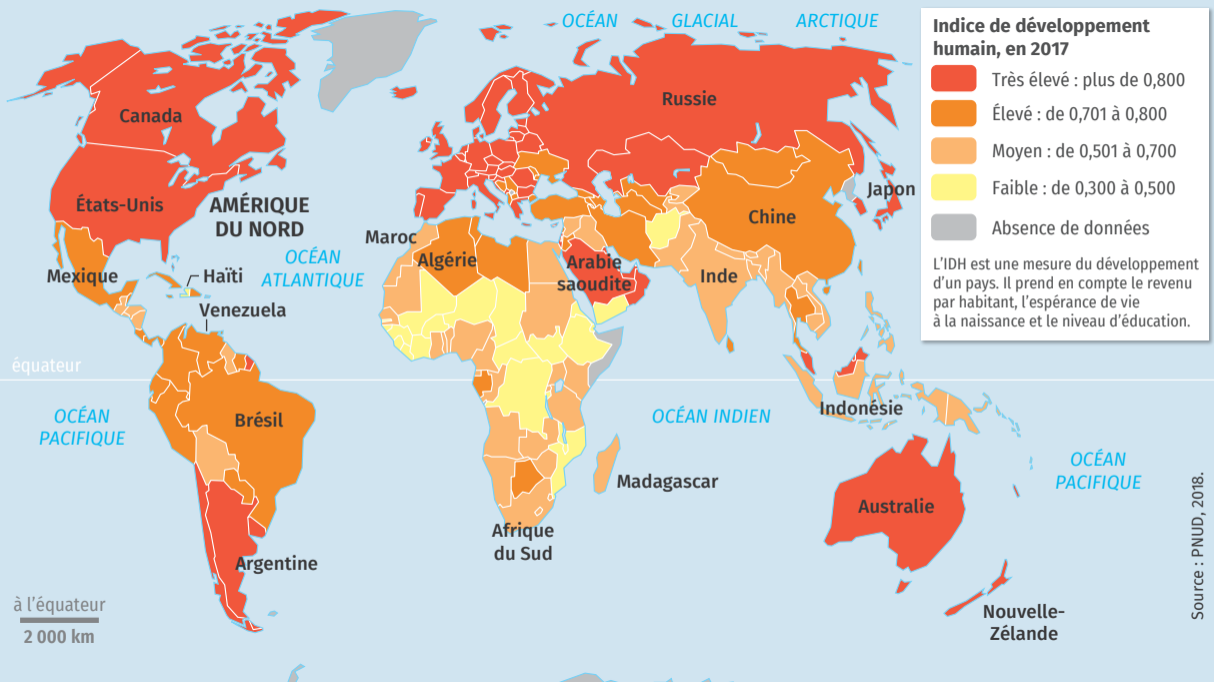 OCÉAN GLACIAL ARCTIQUE
Indice de développement
humain, en 2017
Très élevé : plus de 0,800
Élevé : de 0,701 à 0,800
Moyen : de 0,501 à 0,700
Faible : de 0,300 à 0,500
Absence de données
L’IDH est une mesure du développement
d’un pays. Il prend en compte le revenu
par habitant, l’espérance de vie
à la naissance et le niveau d’éducation.
Canada
Russie
États-Unis
AMÉRIQUE
DU NORD
Japon
Chine
Maroc
Algérie
OCÉAN
ATLANTIQUE
Arabie
saoudite
Mexique
Haïti
Inde
Venezuela
équateur
OCÉAN
PACIFIQUE
Brésil
OCÉAN INDIEN
Indonésie
OCÉAN
PACIFIQUE
Madagascar
Australie
Afrique
du Sud
Argentine
à l’équateur
2 000 km
Nouvelle-
Zélande
Source : PNUD, 2018.